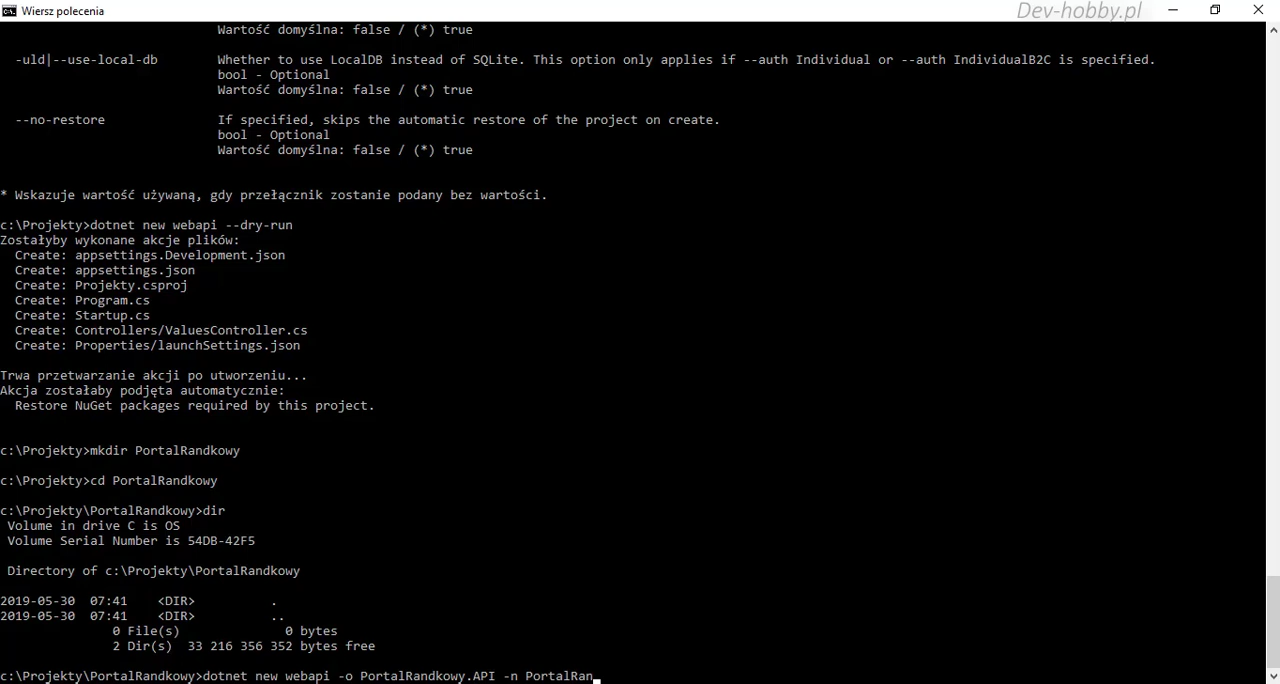 Wiersz polecenia
Dev-hobby.pl
Wartość domyślna: false / (*) true
-uld|--use-local-db Whether to use LocalDB instead of SQLite. This option only applies if --auth Individual or --auth IndividualB2C is specified.
bool - Optional
Wartość domyślna: false / (*) true
--no-restore If specified, skips the automatic restore of the project on create.
bool - Optional
Wartość domyślna: false / (*) true
* Wskazuje wartość używaną, gdy przełącznik zostanie podany bez wartości.
c:\Projekty>dotnet new webapi --dry-run
Zostałyby wykonane akcje plików:
Create: appsettings.Development.json
Create: appsettings.json
Create: Projekty.csproj
Create: Program.cs
Create: Startup.cs
Create: Controllers/ValuesController.cs
Create: Properties/launchSettings.json
Trwa przetwarzanie akcji po utworzeniu...
Akcja zostałaby podjęta automatycznie:
Restore NuGet packages required by this project.
c:\Projekty>mkdir PortalRandkowy
c:\Projekty>cd PortalRandkowy
c:\Projekty\PortalRandkowy>dir
Volume in drive C is OS
Volume Serial Number is 54DB-42F5
Directory of c:\Projekty\PortalRandkowy
2019-05-30 07:41 <DIR> .
2019-05-30 07:41 <DIR> ..
0 File(s) 0 bytes
2 Dir(s) 33 216 356 352 bytes free
c:\Projekty\PortalRandkowy>dotnet new webapi -o PortalRandkowy.API -n PortalRan_